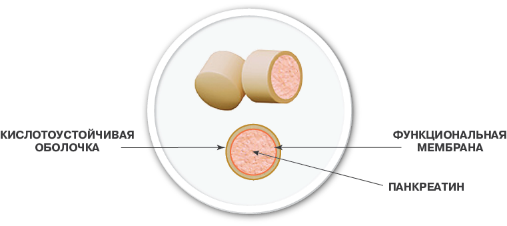 КИСЛОТОУСТОЙЧИВАЯ
ОБОЛОЧКА
ФУНКЦИОНАЛЬНАЯ
МЕМБРАНА
ПАНКРЕАТИН